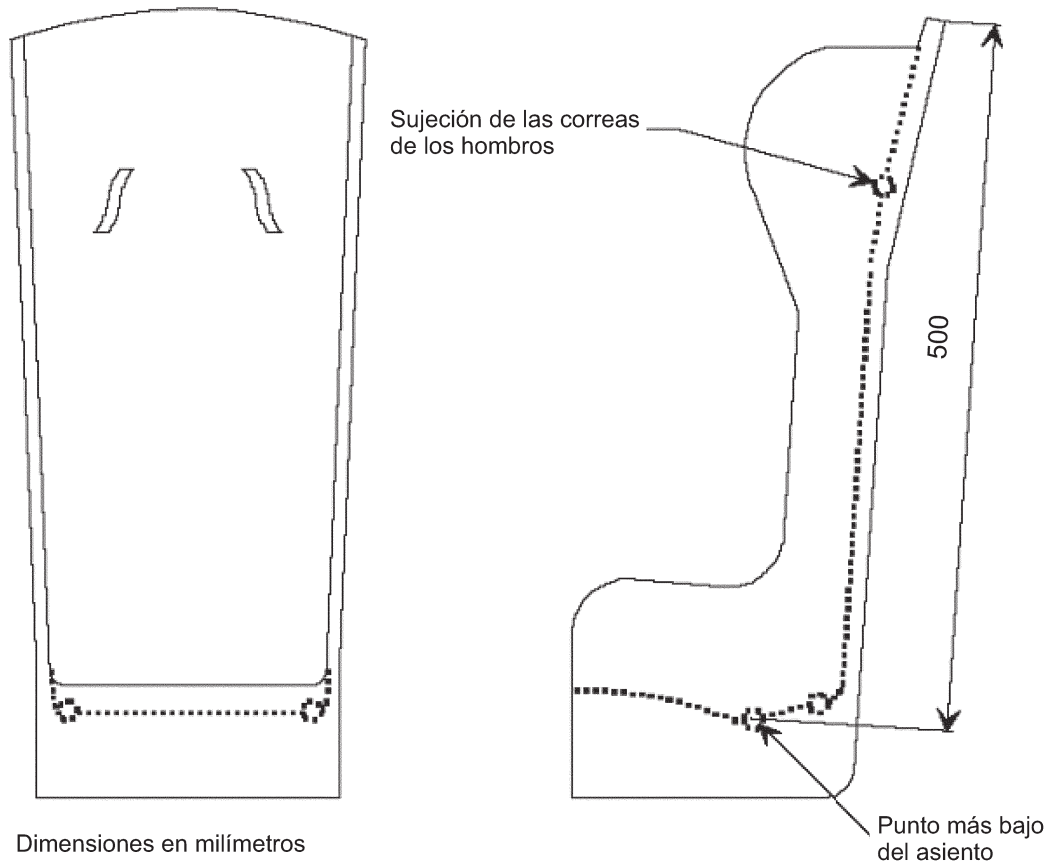 Sujeción de las correas
de los hombros
500
Punto más bajo
del asiento
Dimensiones en milímetros